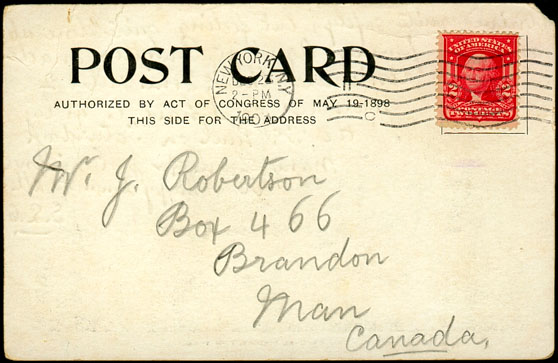 POST CARD
AUTHORIZED BY ACT OF CONGRESS OF MAY 19-1898
THIS SIDE FOR THE ADDRESS
NEW YORK, N.Y.
2-PM
UNITED STATES
OF AMERICA
POSTAGE
TWO CENTS
Mr. J. Robertson
Box 466
Brandon
Man
Canada.